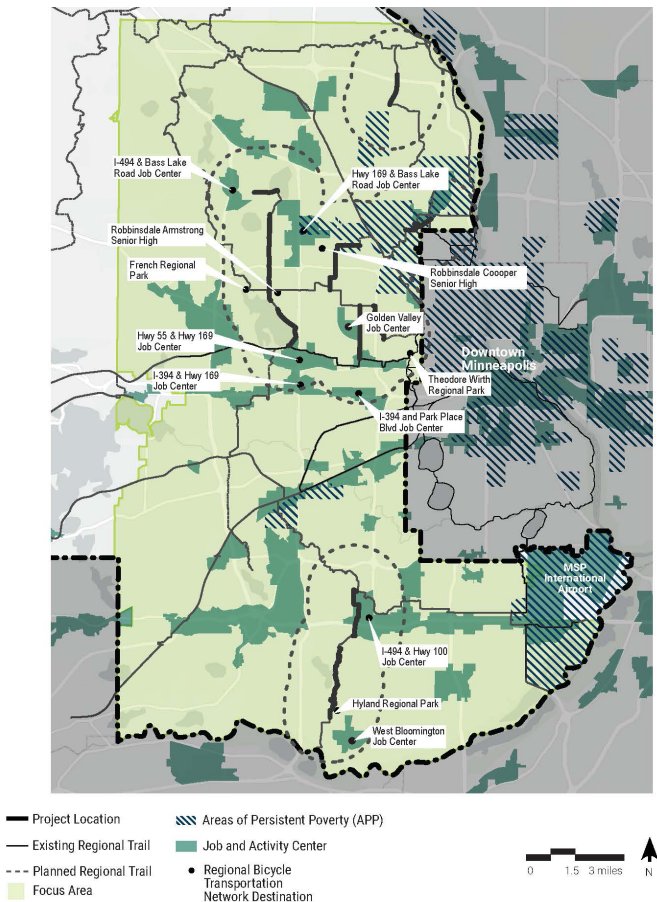 I-494 & Bass Lake
Road Job Center
Hwy 169 & Bass Lake
Road Job Center
Robbinsdale Armstrong
Senior High
French Regional
Park
Robbinsdale Coooper
Senior High
Golden Valley
Job Center
Hwy 55 & Hwy 169
Job Center
Downtown
Minneapolis
I-394 & Hwy 169
Job Center
Theodore Wirth
Regional Park
I-394 and Park Place
Blvd Job Center
MSP
International
Airport
I-494 & Hwy 100
Job Center
Hyland Regional Park
West Bloomington
Job Center
Project Location
Existing Regional Trail
Planned Regional Trail
Focus Area
Areas of Persistent Poverty (APP)
Job and Activity Center
Regional Bicycle
Transportation
Network Destination
0 1.5 3 miles
N